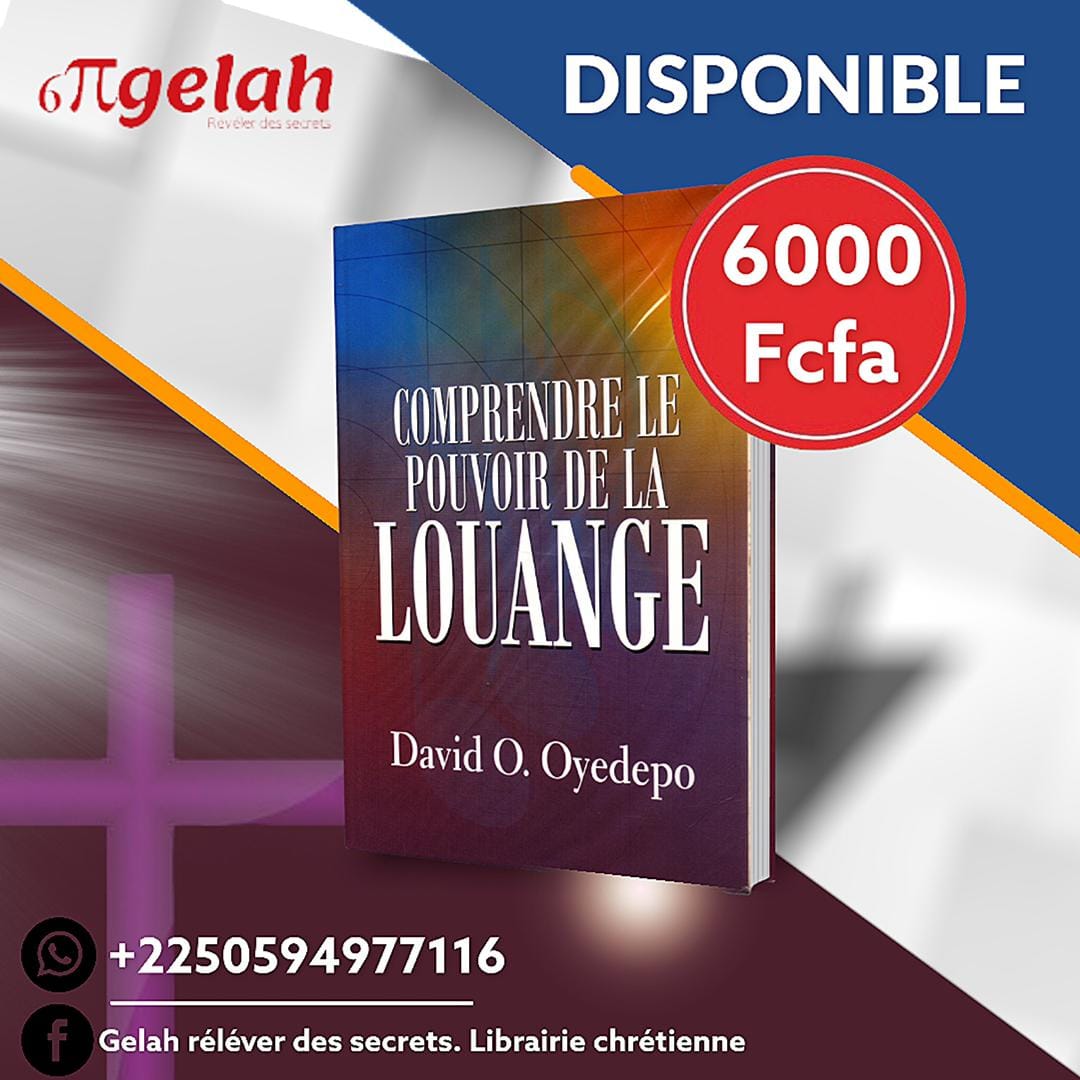 6πgelah
Révéler des secrets
DISPONIBLE
6000
Fcfa
COMPRENDRE LE
POUVOIR DE LA
LOUANGE
David O. Oyedepo
+2250594977116
Gelah réléver des secrets. Librairie chrétienne